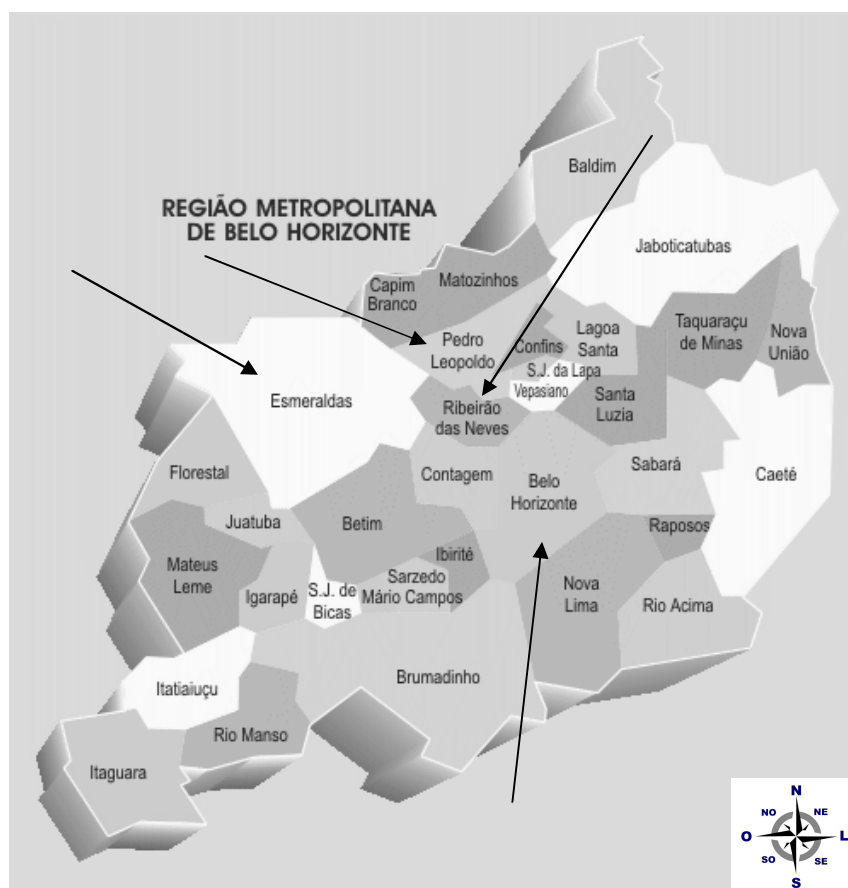 Baldim
REGIÃO METROPOLITANA
DE BELO HORIZONTE
Jaboticatubas
Capim
Branco
Matozinhos
Pedro
Leopoldo
Confins
Lagoa
Santa
Taquaraçu
de Minas
Nova
União
S.J. da Lapa
Vepasiano
Esmeraldas
Ribeirão
das Neves
Santa
Luzia
Florestal
Contagem
Belo
Horizonte
Sabará
Caeté
Juatuba
Betim
Raposos
Mateus
Leme
Ibirité
Igarapé
S.J. de
Bicas
Sarzedo
Mário Campos
Nova
Lima
Rio Acima
Itatiaiuçu
Brumadinho
Rio Manso
Itaguara
N
NO
NE
O
L
SO
SE
S